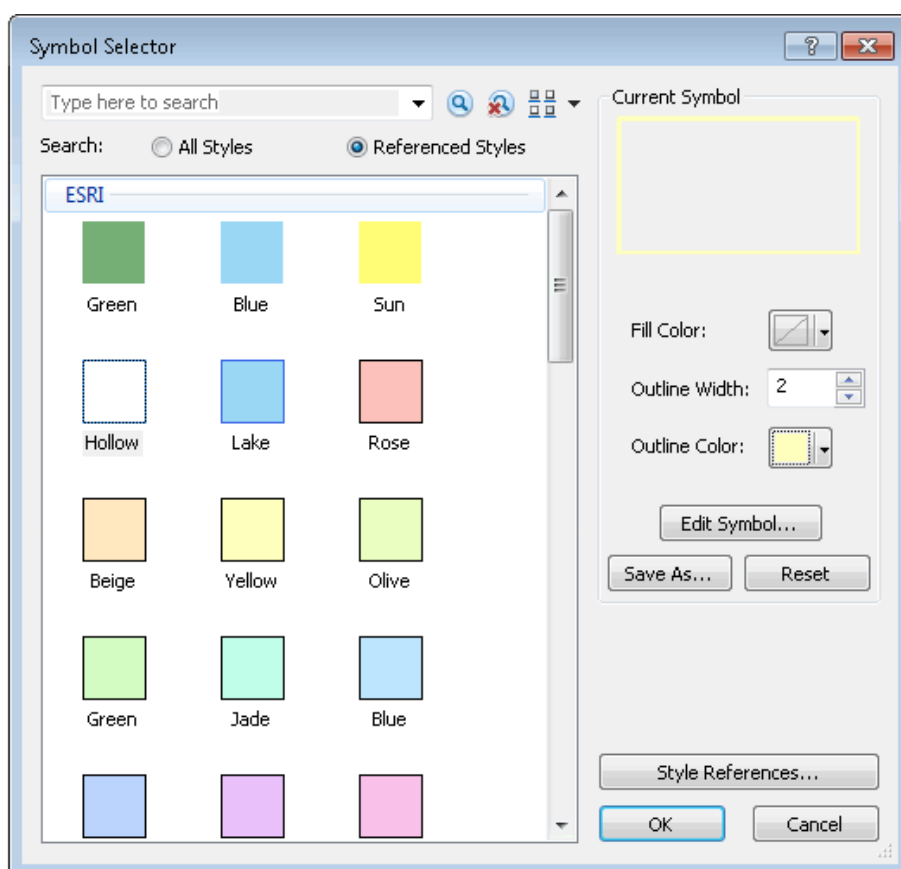 Symbol Selector
Type here to search
Search: All Styles Referenced Styles
ESRI
Green Blue Sun
Hollow Lake Rose
Beige Yellow Olive
Green Jade Blue
Current Symbol
Fill Color:
Outline Width: 2
Outline Color:
Edit Symbol...
Save As... Reset
Style References...
OK Cancel